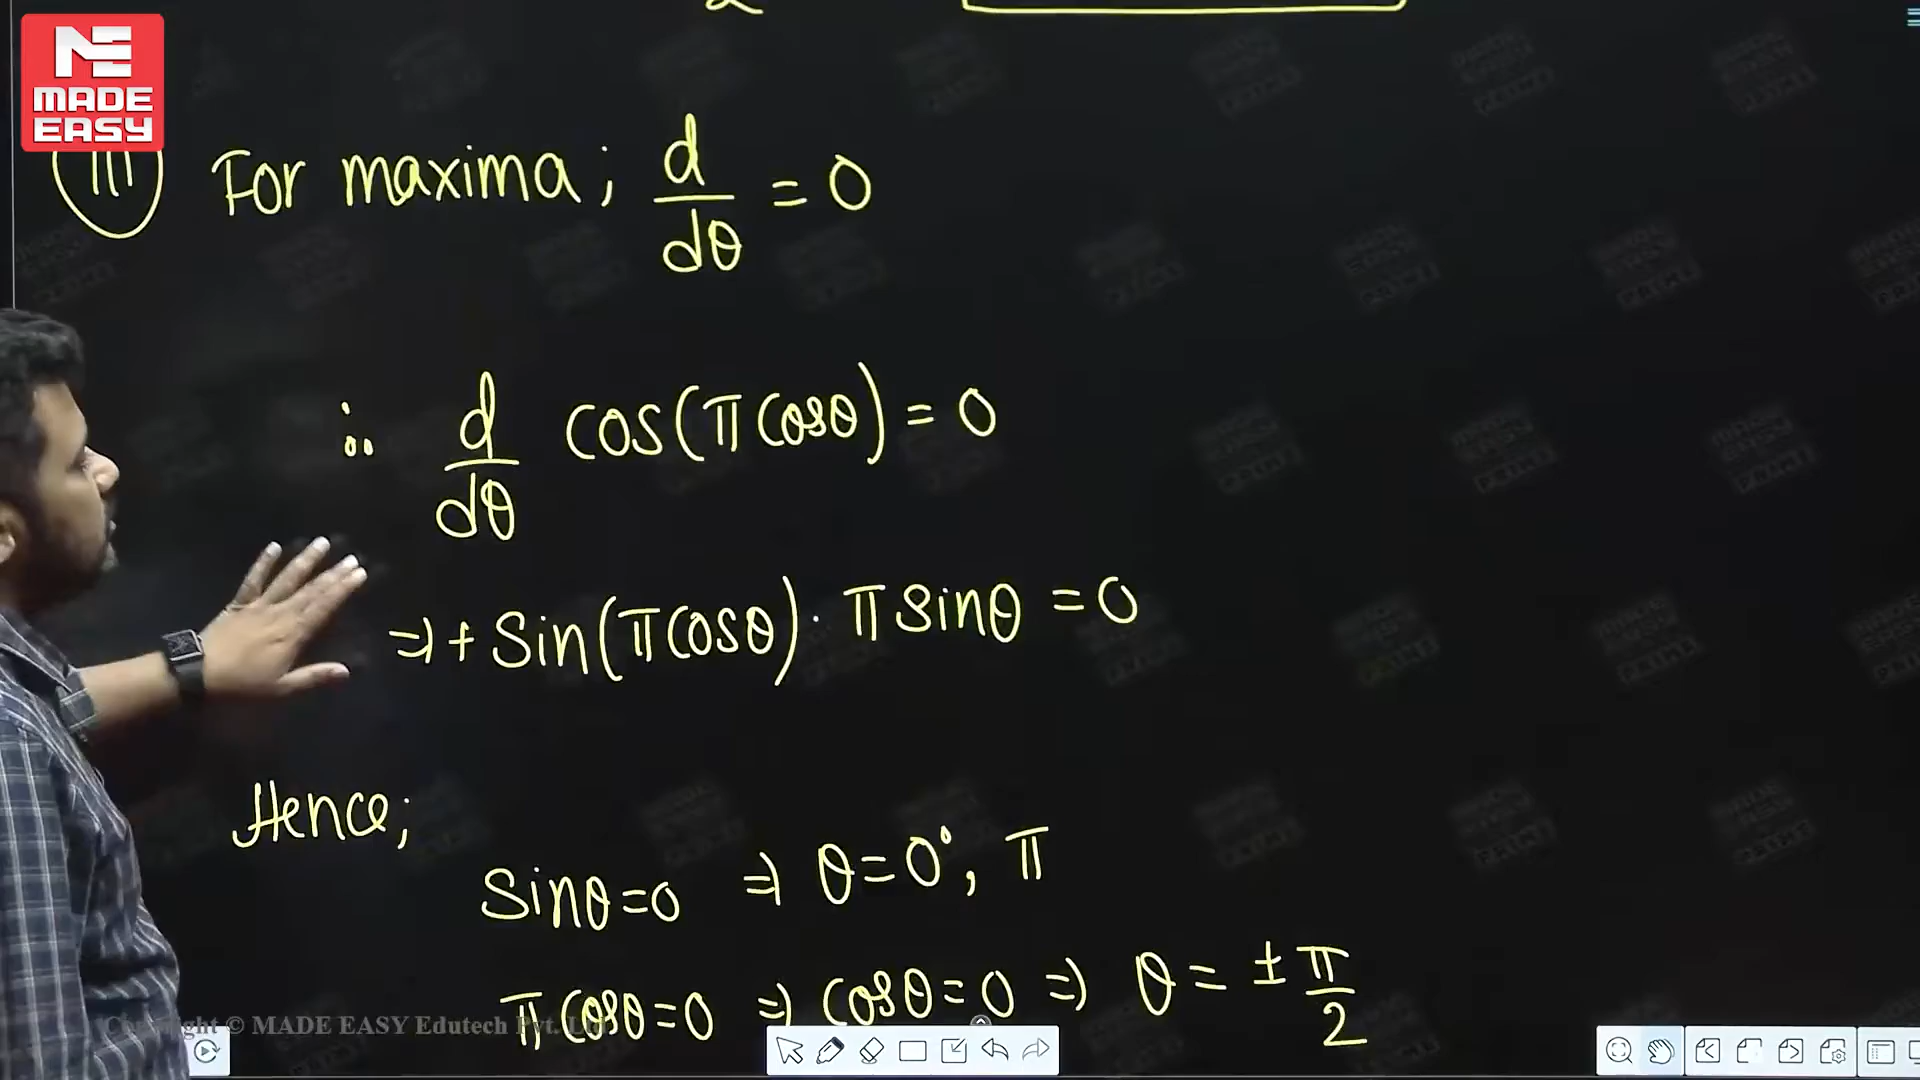 NE
MADE
EASY
III For maxima; d/dθ = 0
∴ d/dθ cos(π cosθ) = 0
⇒ + Sin(π cosθ) · π sinθ = 0
Hence;
Sinθ = 0 ⇒ θ = 0°, π
π cosθ = 0 ⇒ cosθ = 0 ⇒ θ = ± π/2
Copyright © MADE EASY Edutech Pvt. Ltd